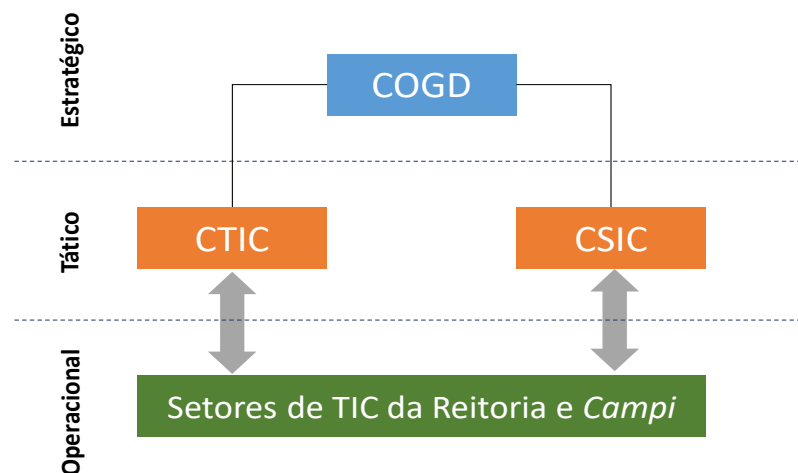 Estratégico
COGD
Tático
CTIC
CSIC
Operacional
Setores de TIC da Reitoria e Campi